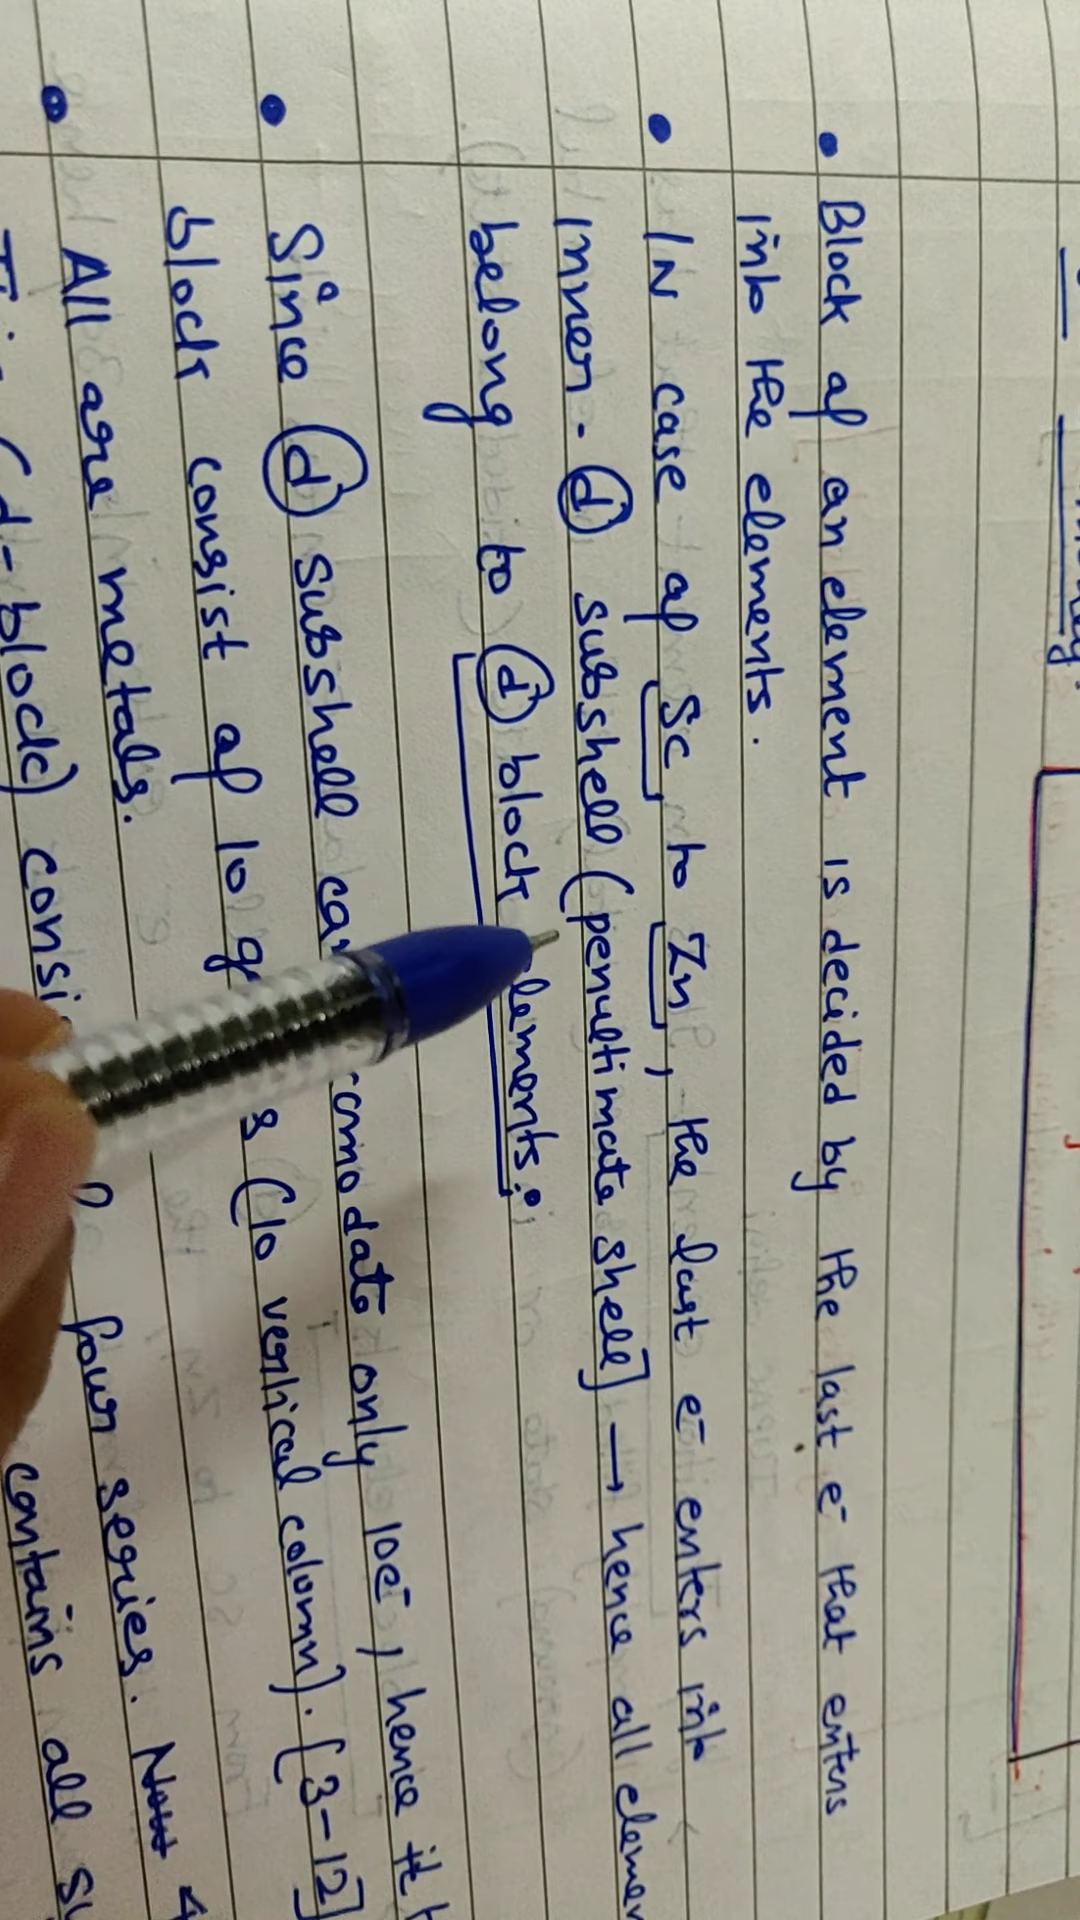 • Block of an element is decided by the last e⁻ that enters
into the elements.
• IN case of Sc to Zn, the last e⁻ enters into
inner - d subshell (penultimate shell] → hence all elemen
belong to d block lements.
• Since d subshell ca mmodate only 10e⁻, hence it
block consist of 10 g s (10 vertical column). [3-12]
• All are metals.
(d-block) consi four series. 4
contains all